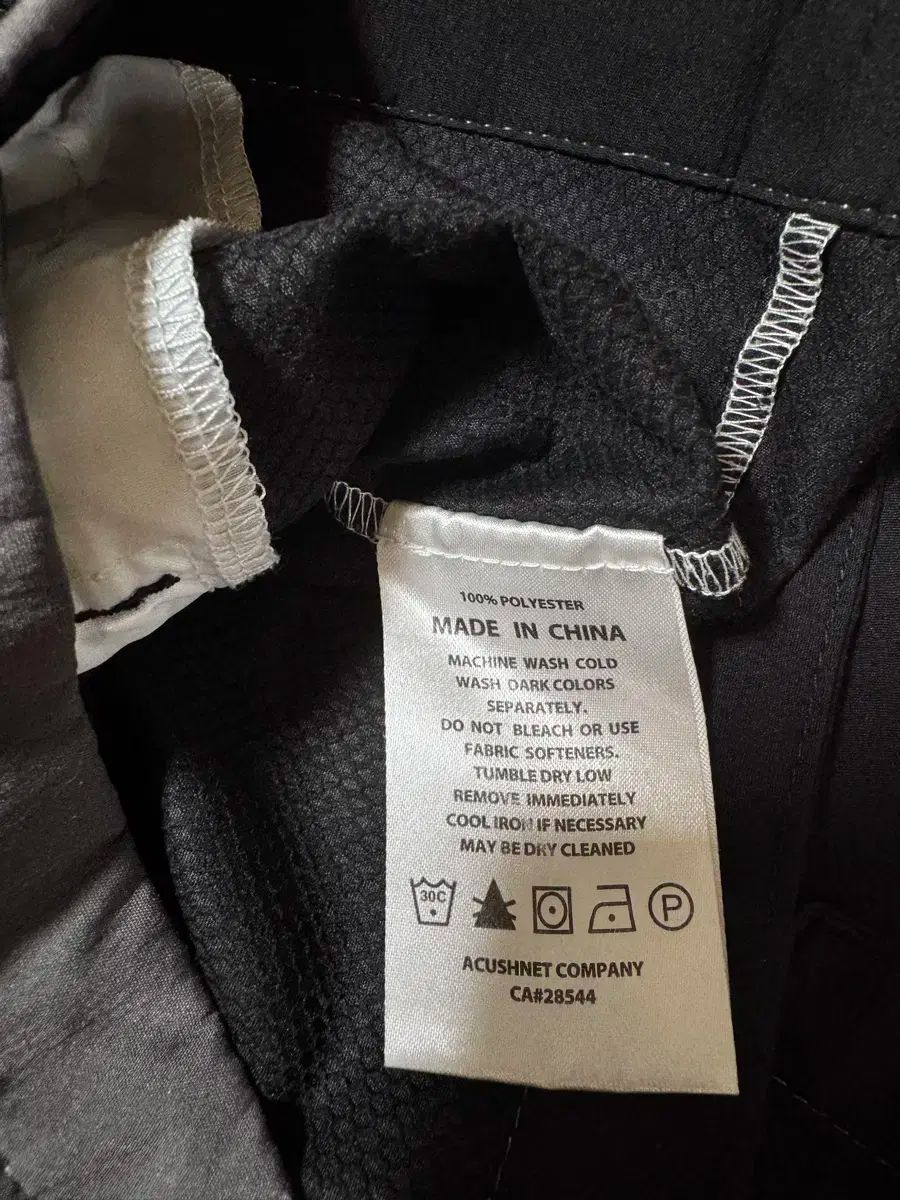 100% POLYESTER
MADE IN CHINA
MACHINE WASH COLD
WASH DARK COLORS
SEPARATELY.
DO NOT BLEACH OR USE
FABRIC SOFTENERS.
TUMBLE DRY LOW
REMOVE IMMEDIATELY
COOL IRON IF NECESSARY
MAY BE DRY CLEANED
30C P
ACUSHNET COMPANY
CA#28544